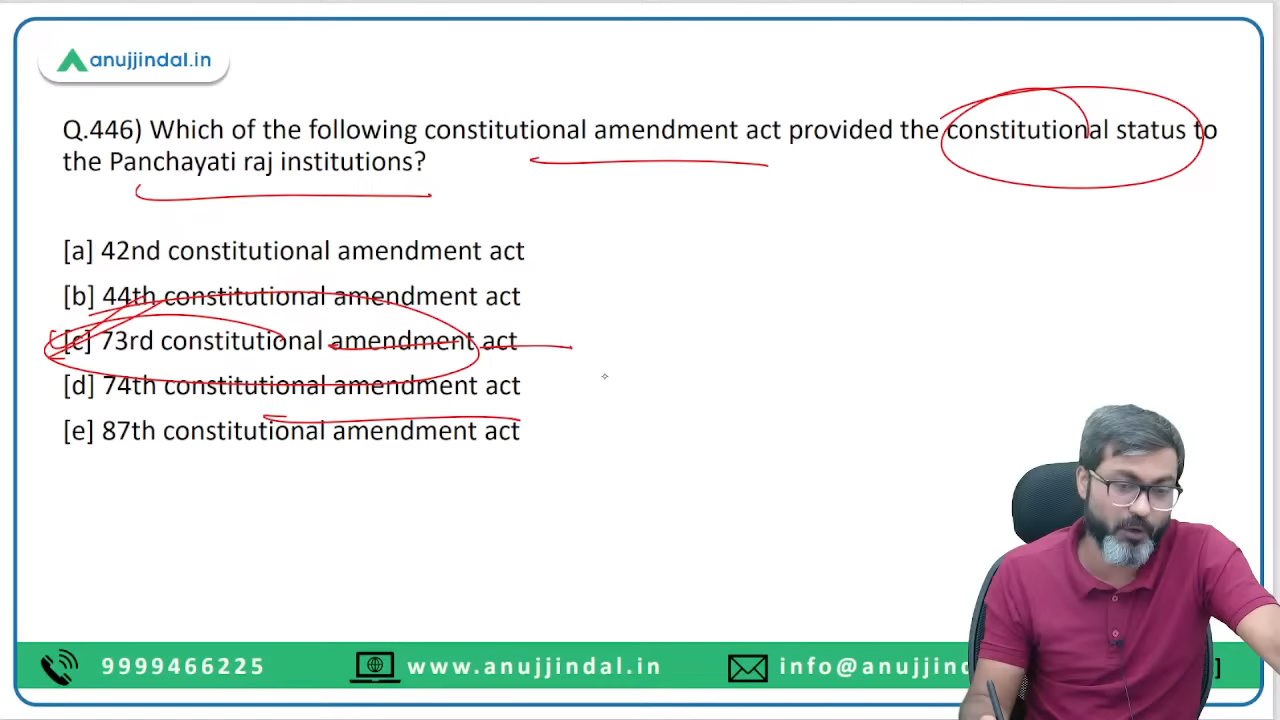 anujjindal.in
Q.446) Which of the following constitutional amendment act provided the constitutional status to
the Panchayati raj institutions?
[a] 42nd constitutional amendment act
[b] 44th constitutional amendment act
[c] 73rd constitutional amendment act
[d] 74th constitutional amendment act
[e] 87th constitutional amendment act
9999466225 www.anujjindal.in info@anujjind ]